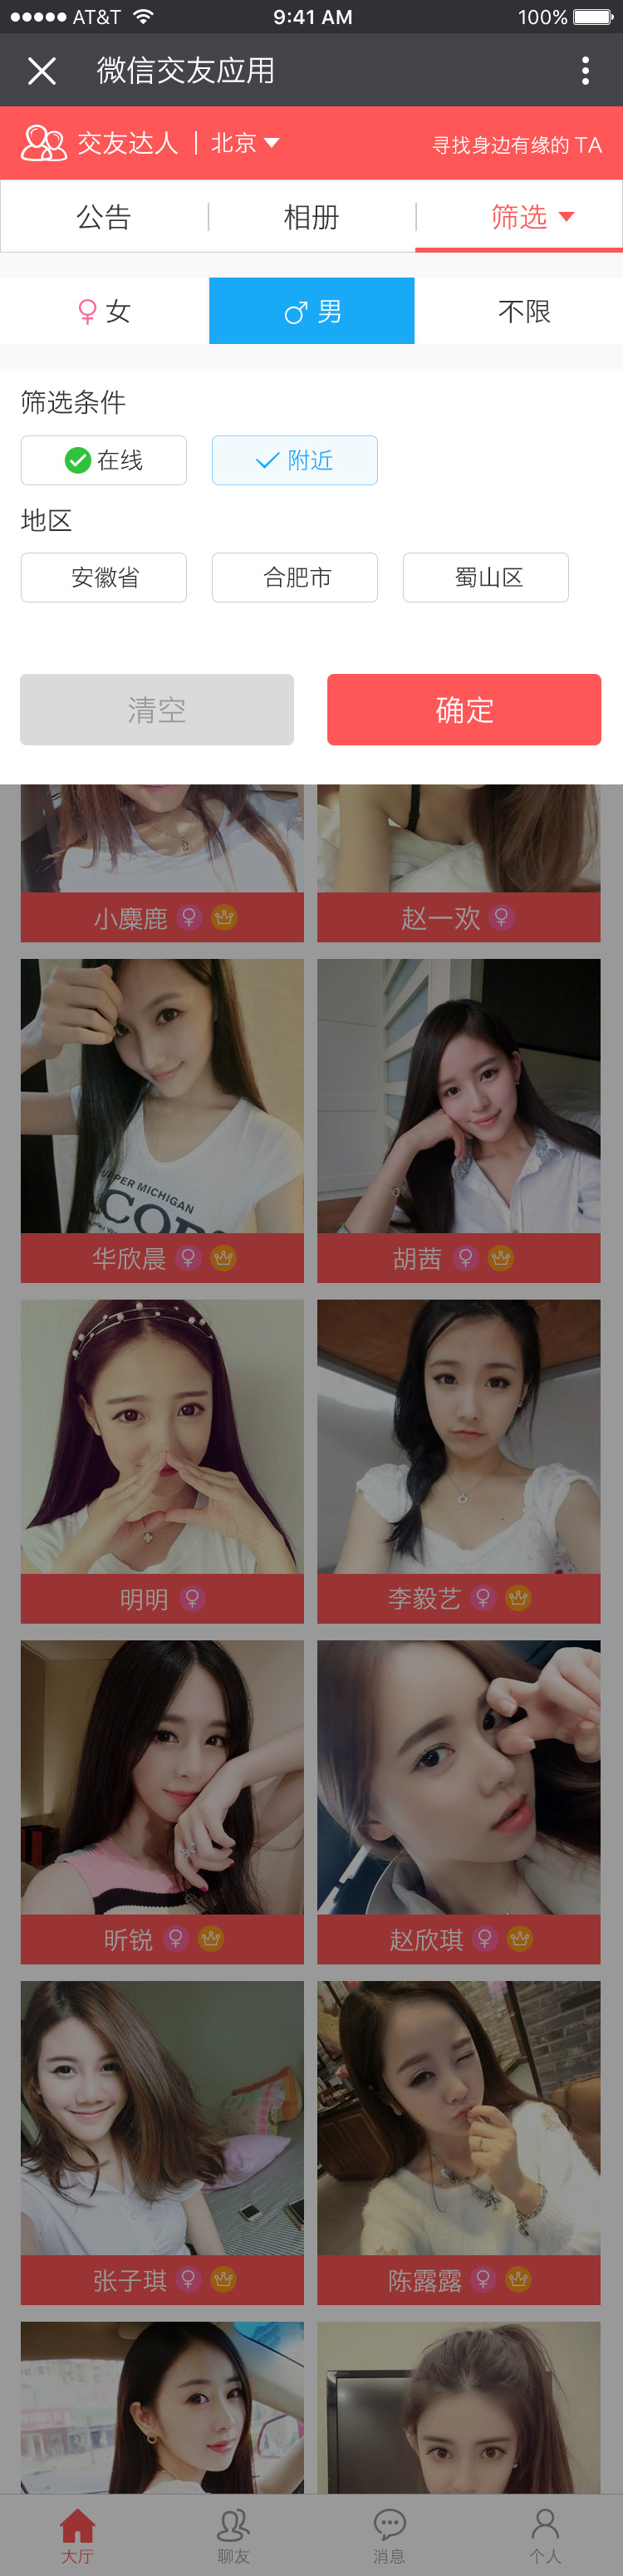 AT&T 9:41 AM 100%
微信交友应用
交友达人 | 北京 寻找身边有缘的 TA
公告 相册 筛选
女 男 不限
筛选条件
在线 附近
地区
安徽省 合肥市 蜀山区
清空 确定
小麋鹿 赵一欢
UPPER MICHIGAN
COP
华欣晨 胡茜
明明 李毅艺
昕锐 赵欣琪
张子琪 陈露露
大厅 聊友 消息 个人